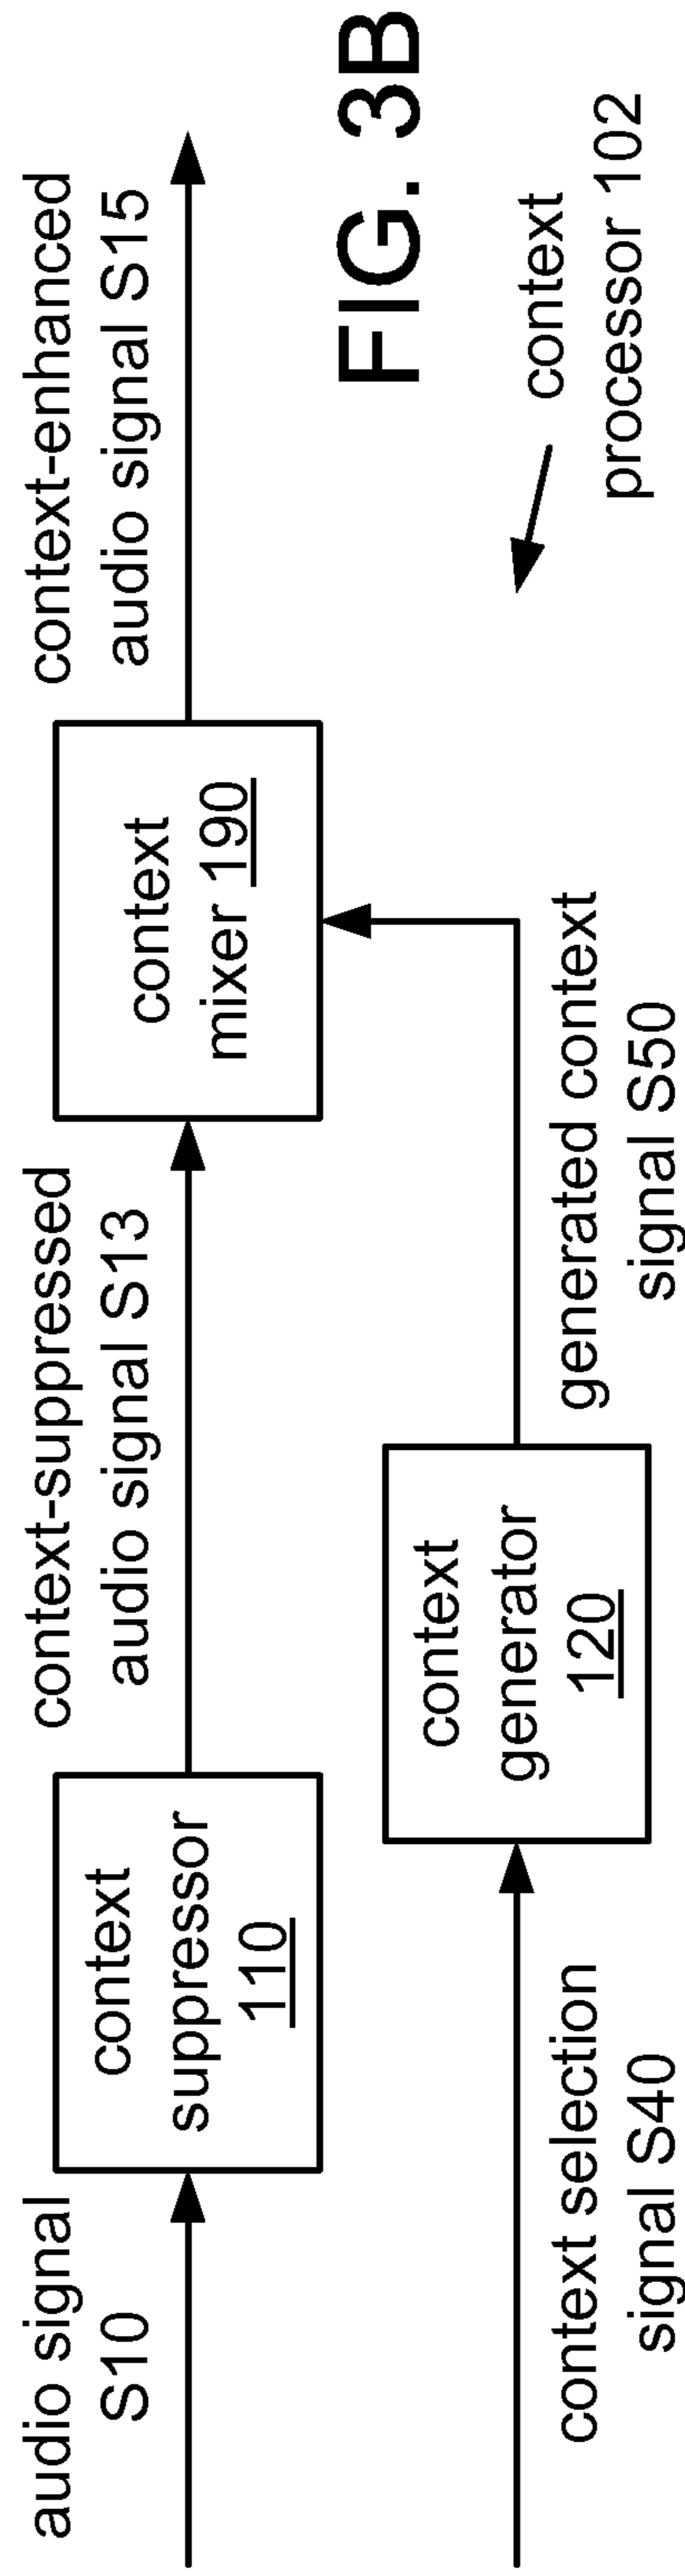 audio signal
S10
context
suppressor
110
context-suppressed
audio signal S13
context
mixer 190
context-enhanced
audio signal S15
context selection
signal S40
context
generator
120
generated context
signal S50
FIG. 3B
context
processor 102